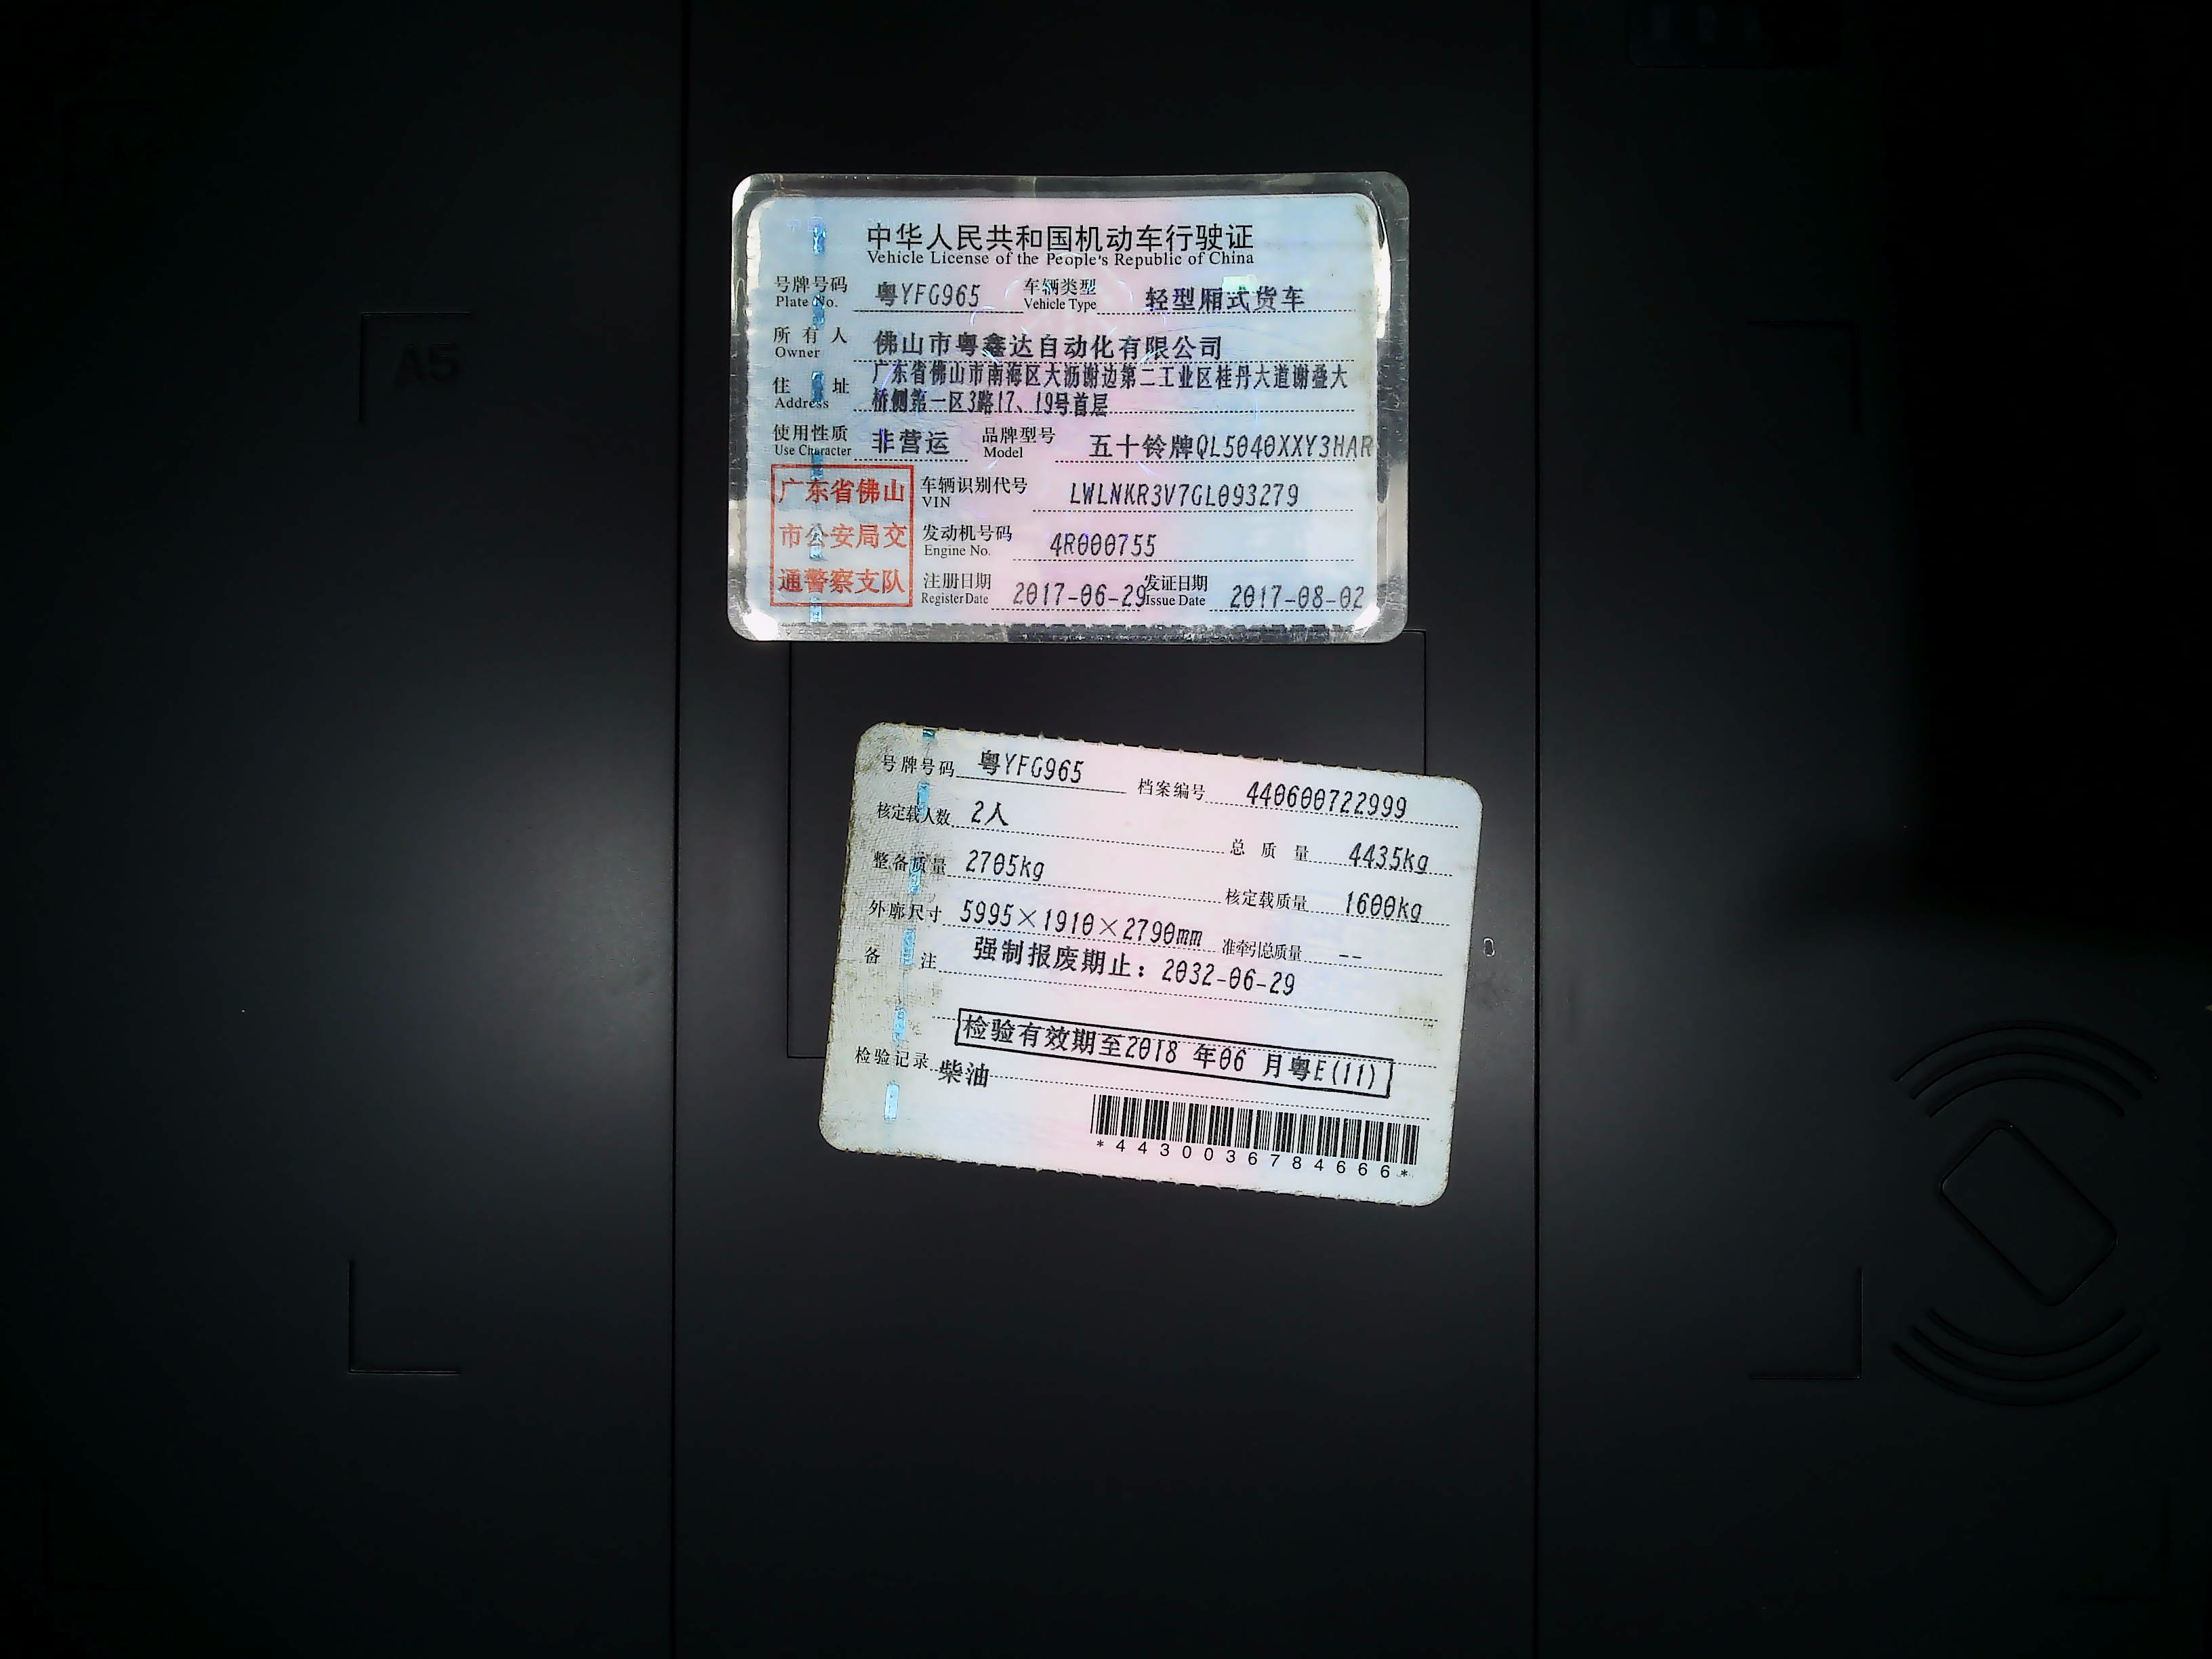 A5
中华人民共和国机动车行驶证
Vehicle License of the People's Republic of China
号牌号码 Plate No. 粤YFG965 车辆类型 Vehicle Type 轻型厢式货车
所有人 Owner 佛山市粤鑫达自动化有限公司
住址 Address 广东省佛山市南海区大沥谢边第二工业区桂丹大道谢叠大
桥侧第一区3路17、19号首层
使用性质 Use Character 非营运 品牌型号 Model 五十铃牌QL5040XXY3HAR
广东省佛山
市公安局交
通警察支队
车辆识别代号 VIN LWLNKR3V7GL093279
发动机号码 Engine No. 4R000755
注册日期 Register Date 2017-06-29 发证日期 Issue Date 2017-08-02
号牌号码 粤YFG965 档案编号 440600722999
核定载人数 2人 总质量 4435kg
整备质量 2705kg 核定载质量 1600kg
外廓尺寸 5995×1910×2790mm 准牵引总质量 --
备注 强制报废期止：2032-06-29
检验有效期至2018 年06 月粤E(11)
检验记录 柴油
*4430036784666*